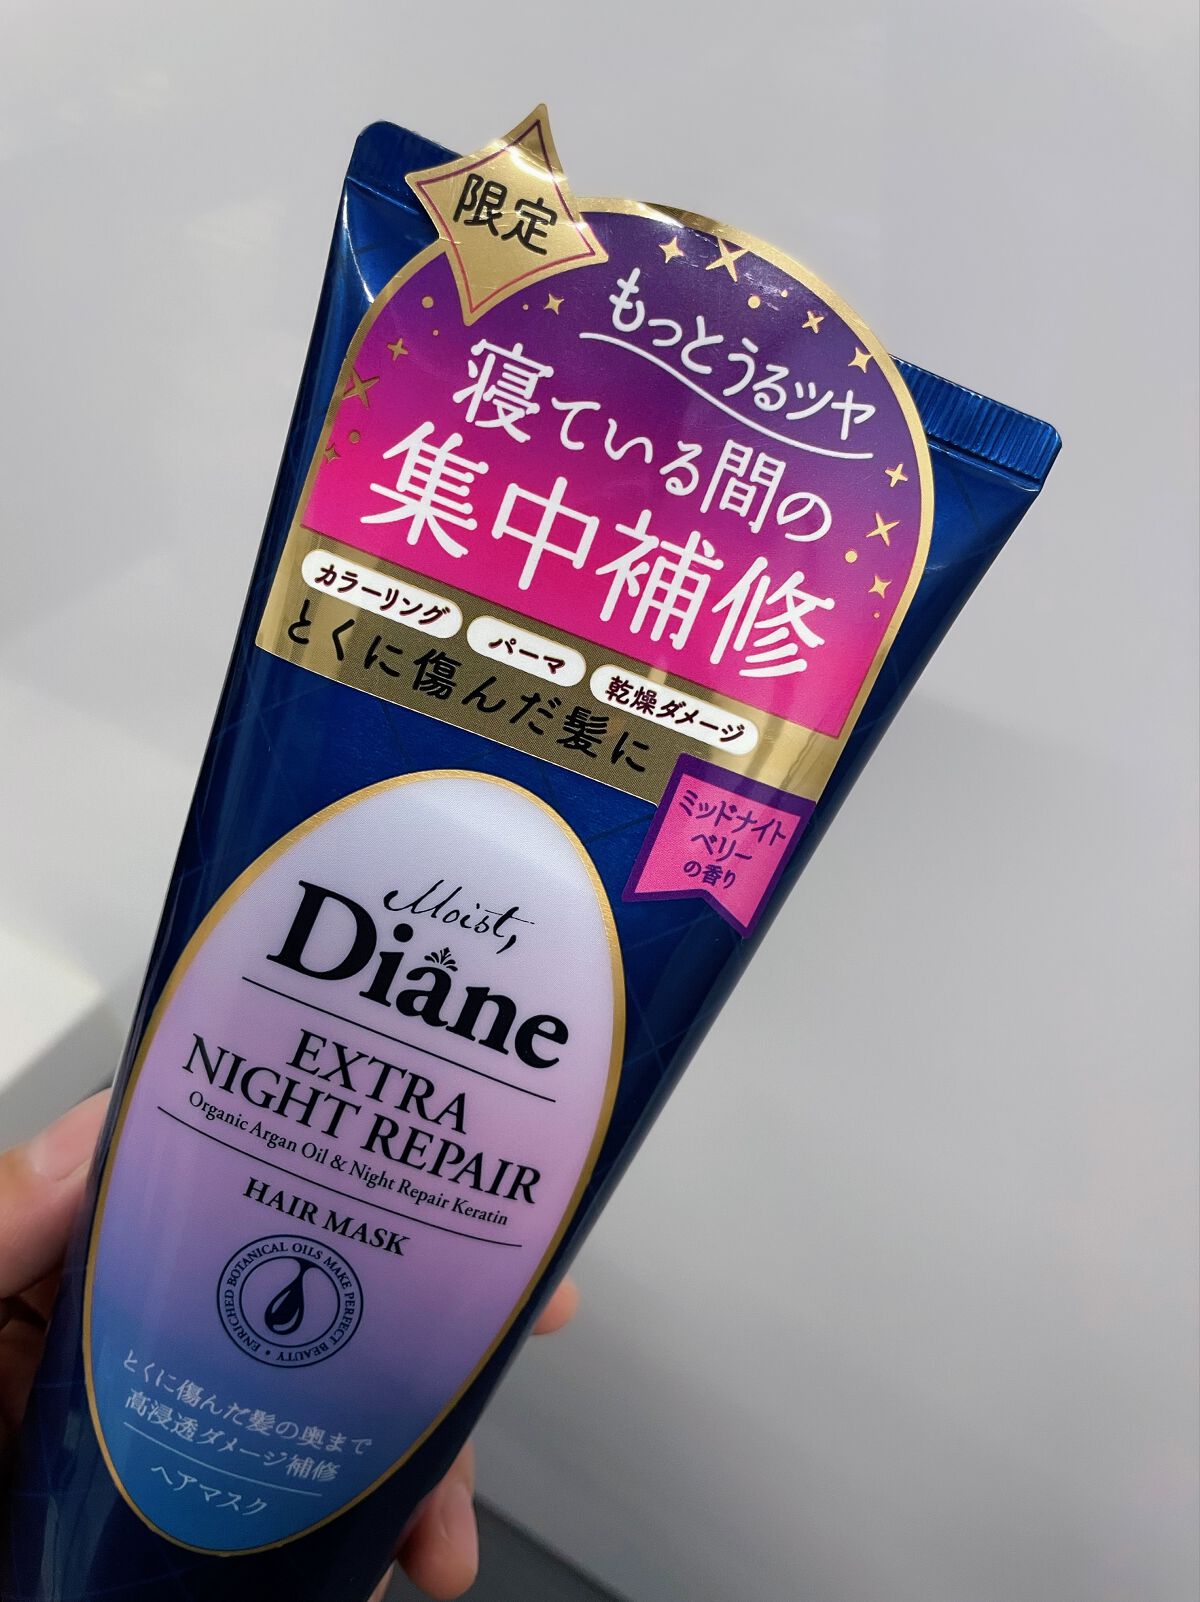 限定
もっとうるツヤ
寝ている間の
集中補修
カラーリング パーマ 乾燥ダメージ
とくに傷んだ髪に
ミッドナイト
ベリー
の香り
Moist,
Diane
EXTRA
NIGHT REPAIR
Organic Argan Oil & Night Repair Keratin
HAIR MASK
ENRICHED BOTANICAL OILS MAKE PERFECT BEAUTY •
とくに傷んだ髪の奥まで
高浸透ダメージ補修
ヘアマスク